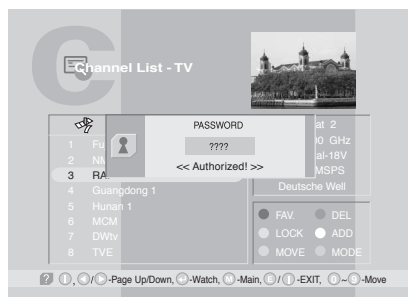 Channel List - TV
PASSWORD
????
<< Authorized! >>
at 2
GHz
al-18V
MSPS
Deutsche Well
1 Fu
2 NM
3 RA
4 Guangdong 1
5 Hunan 1
6 MCM
7 DWtv
8 TVE
FAV. DEL
LOCK ADD
MOVE MODE
? , / -Page Up/Down, -Watch, M -Main, E / -EXIT, 0 ~ 9 -Move